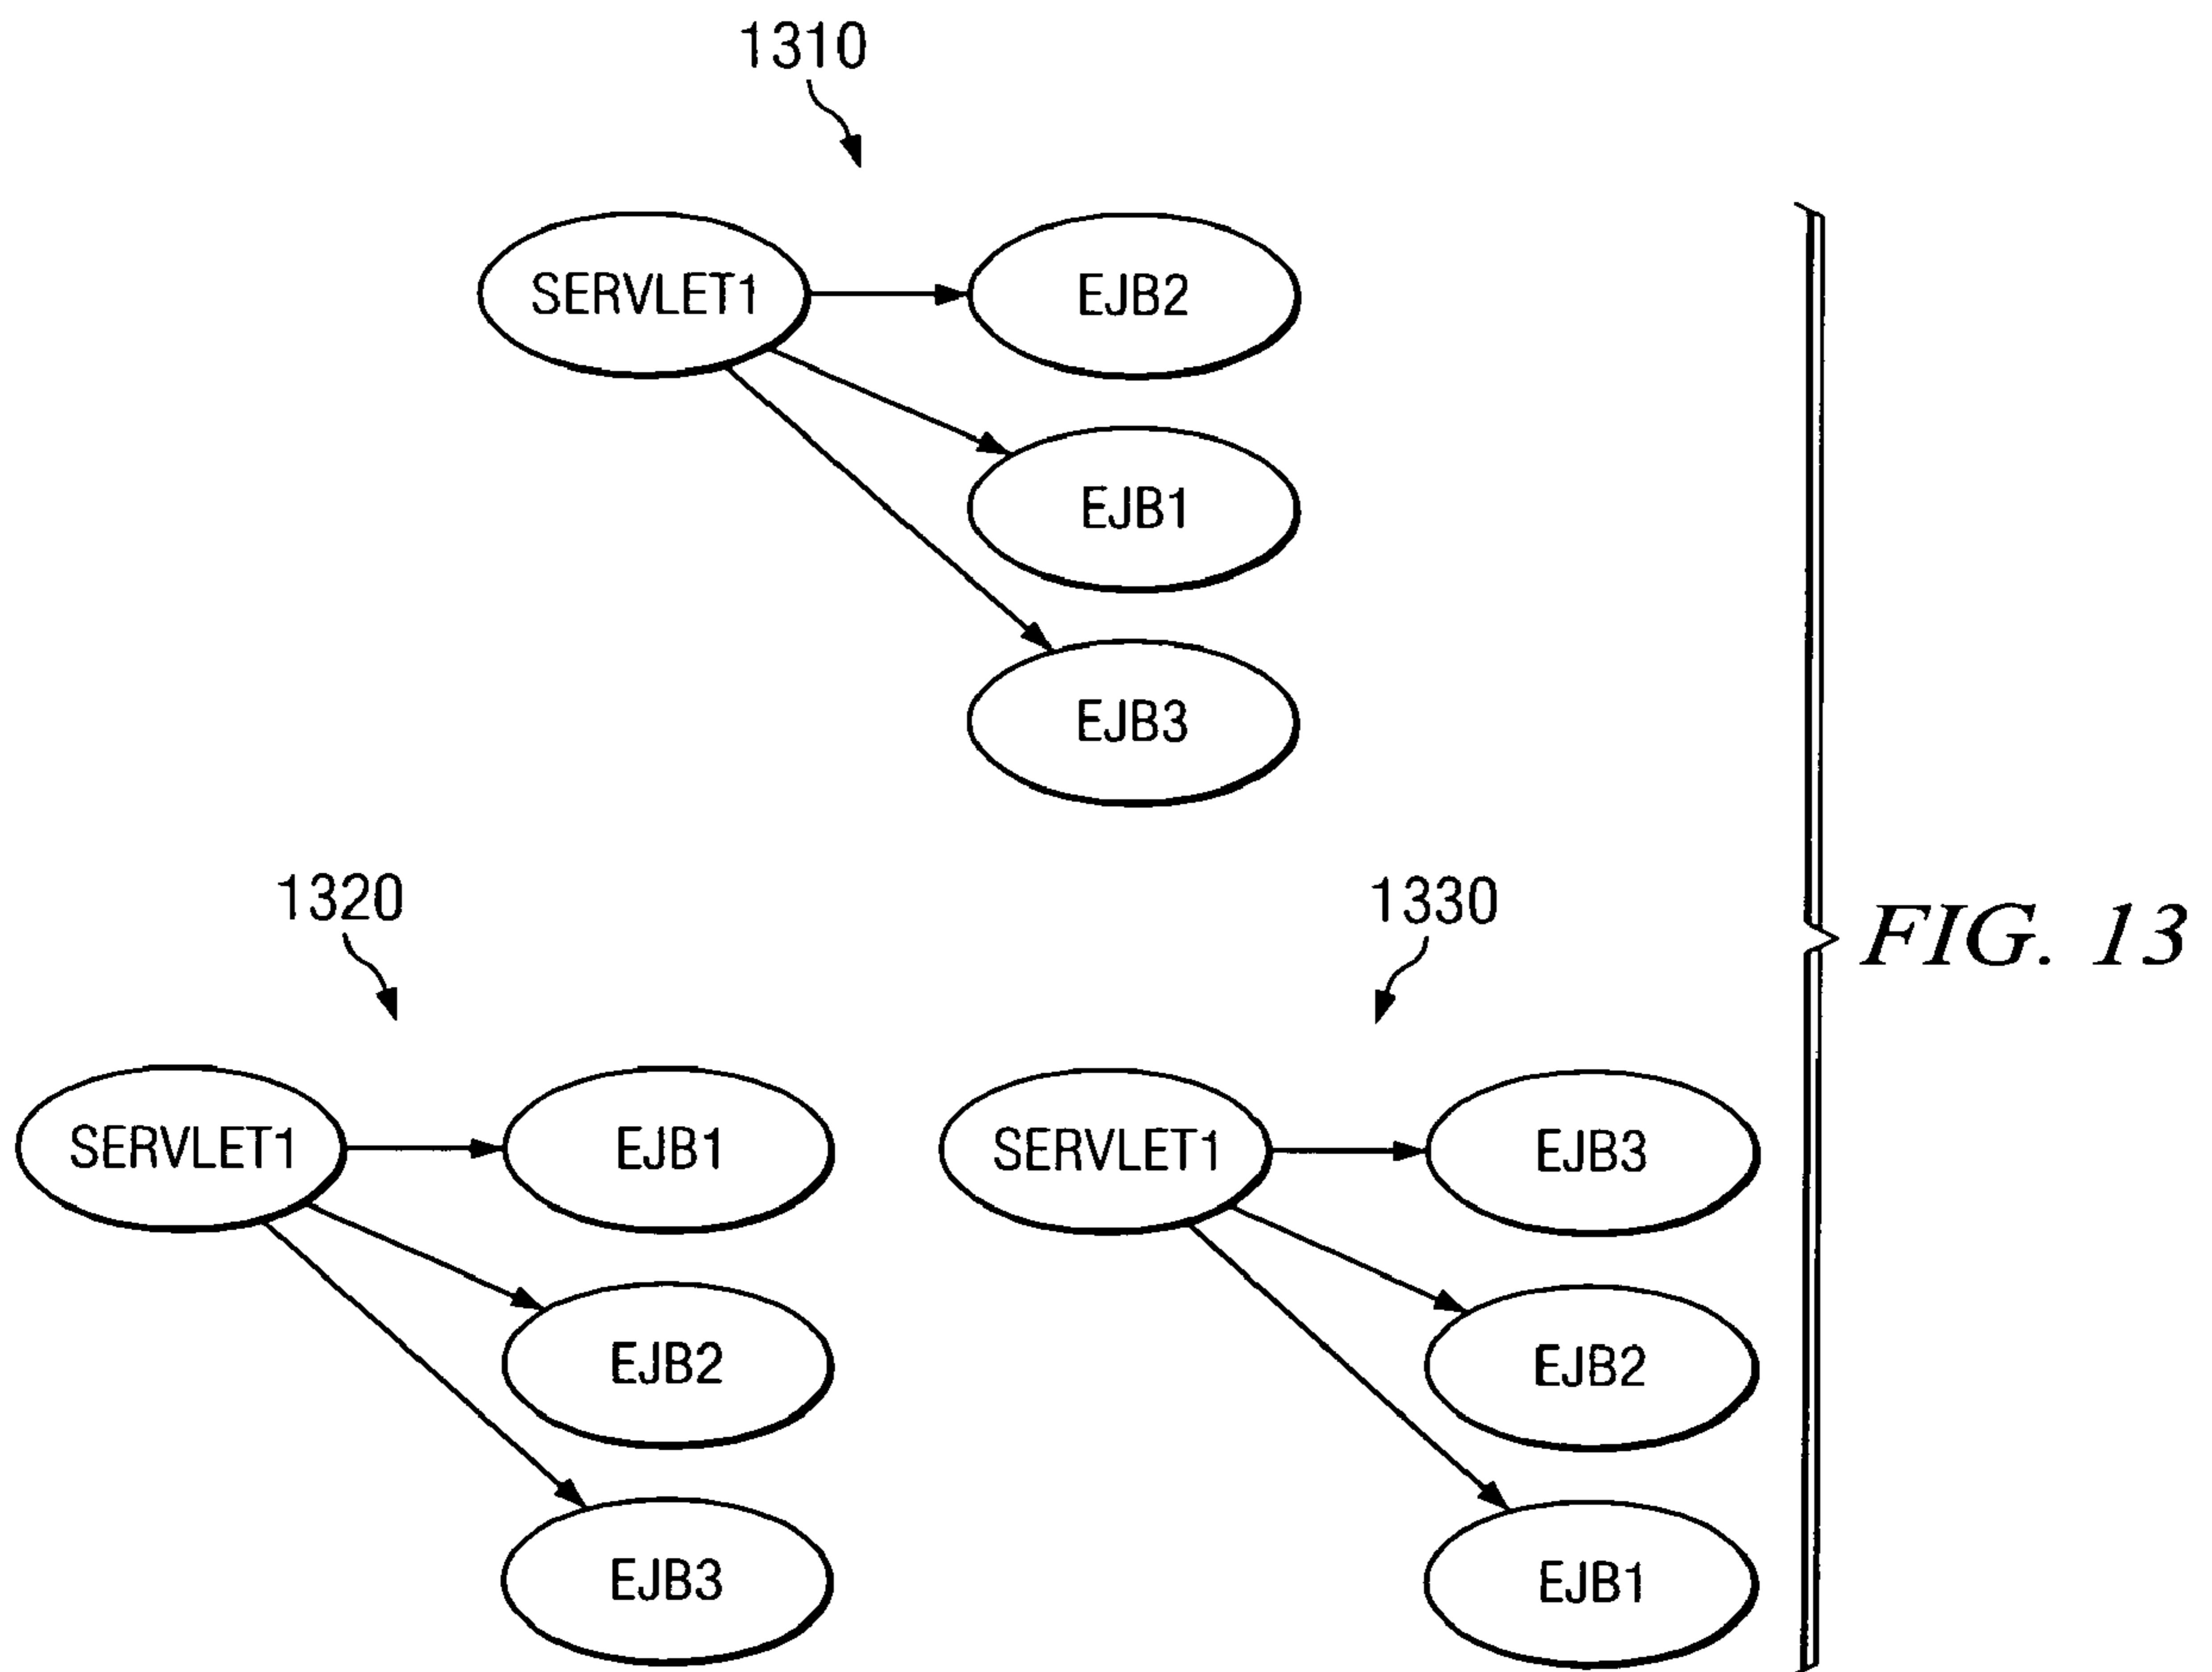 1310
SERVLET1
EJB2
EJB1
EJB3
1320
SERVLET1
EJB1
EJB2
EJB3
1330
SERVLET1
EJB3
EJB2
EJB1
FIG. 13